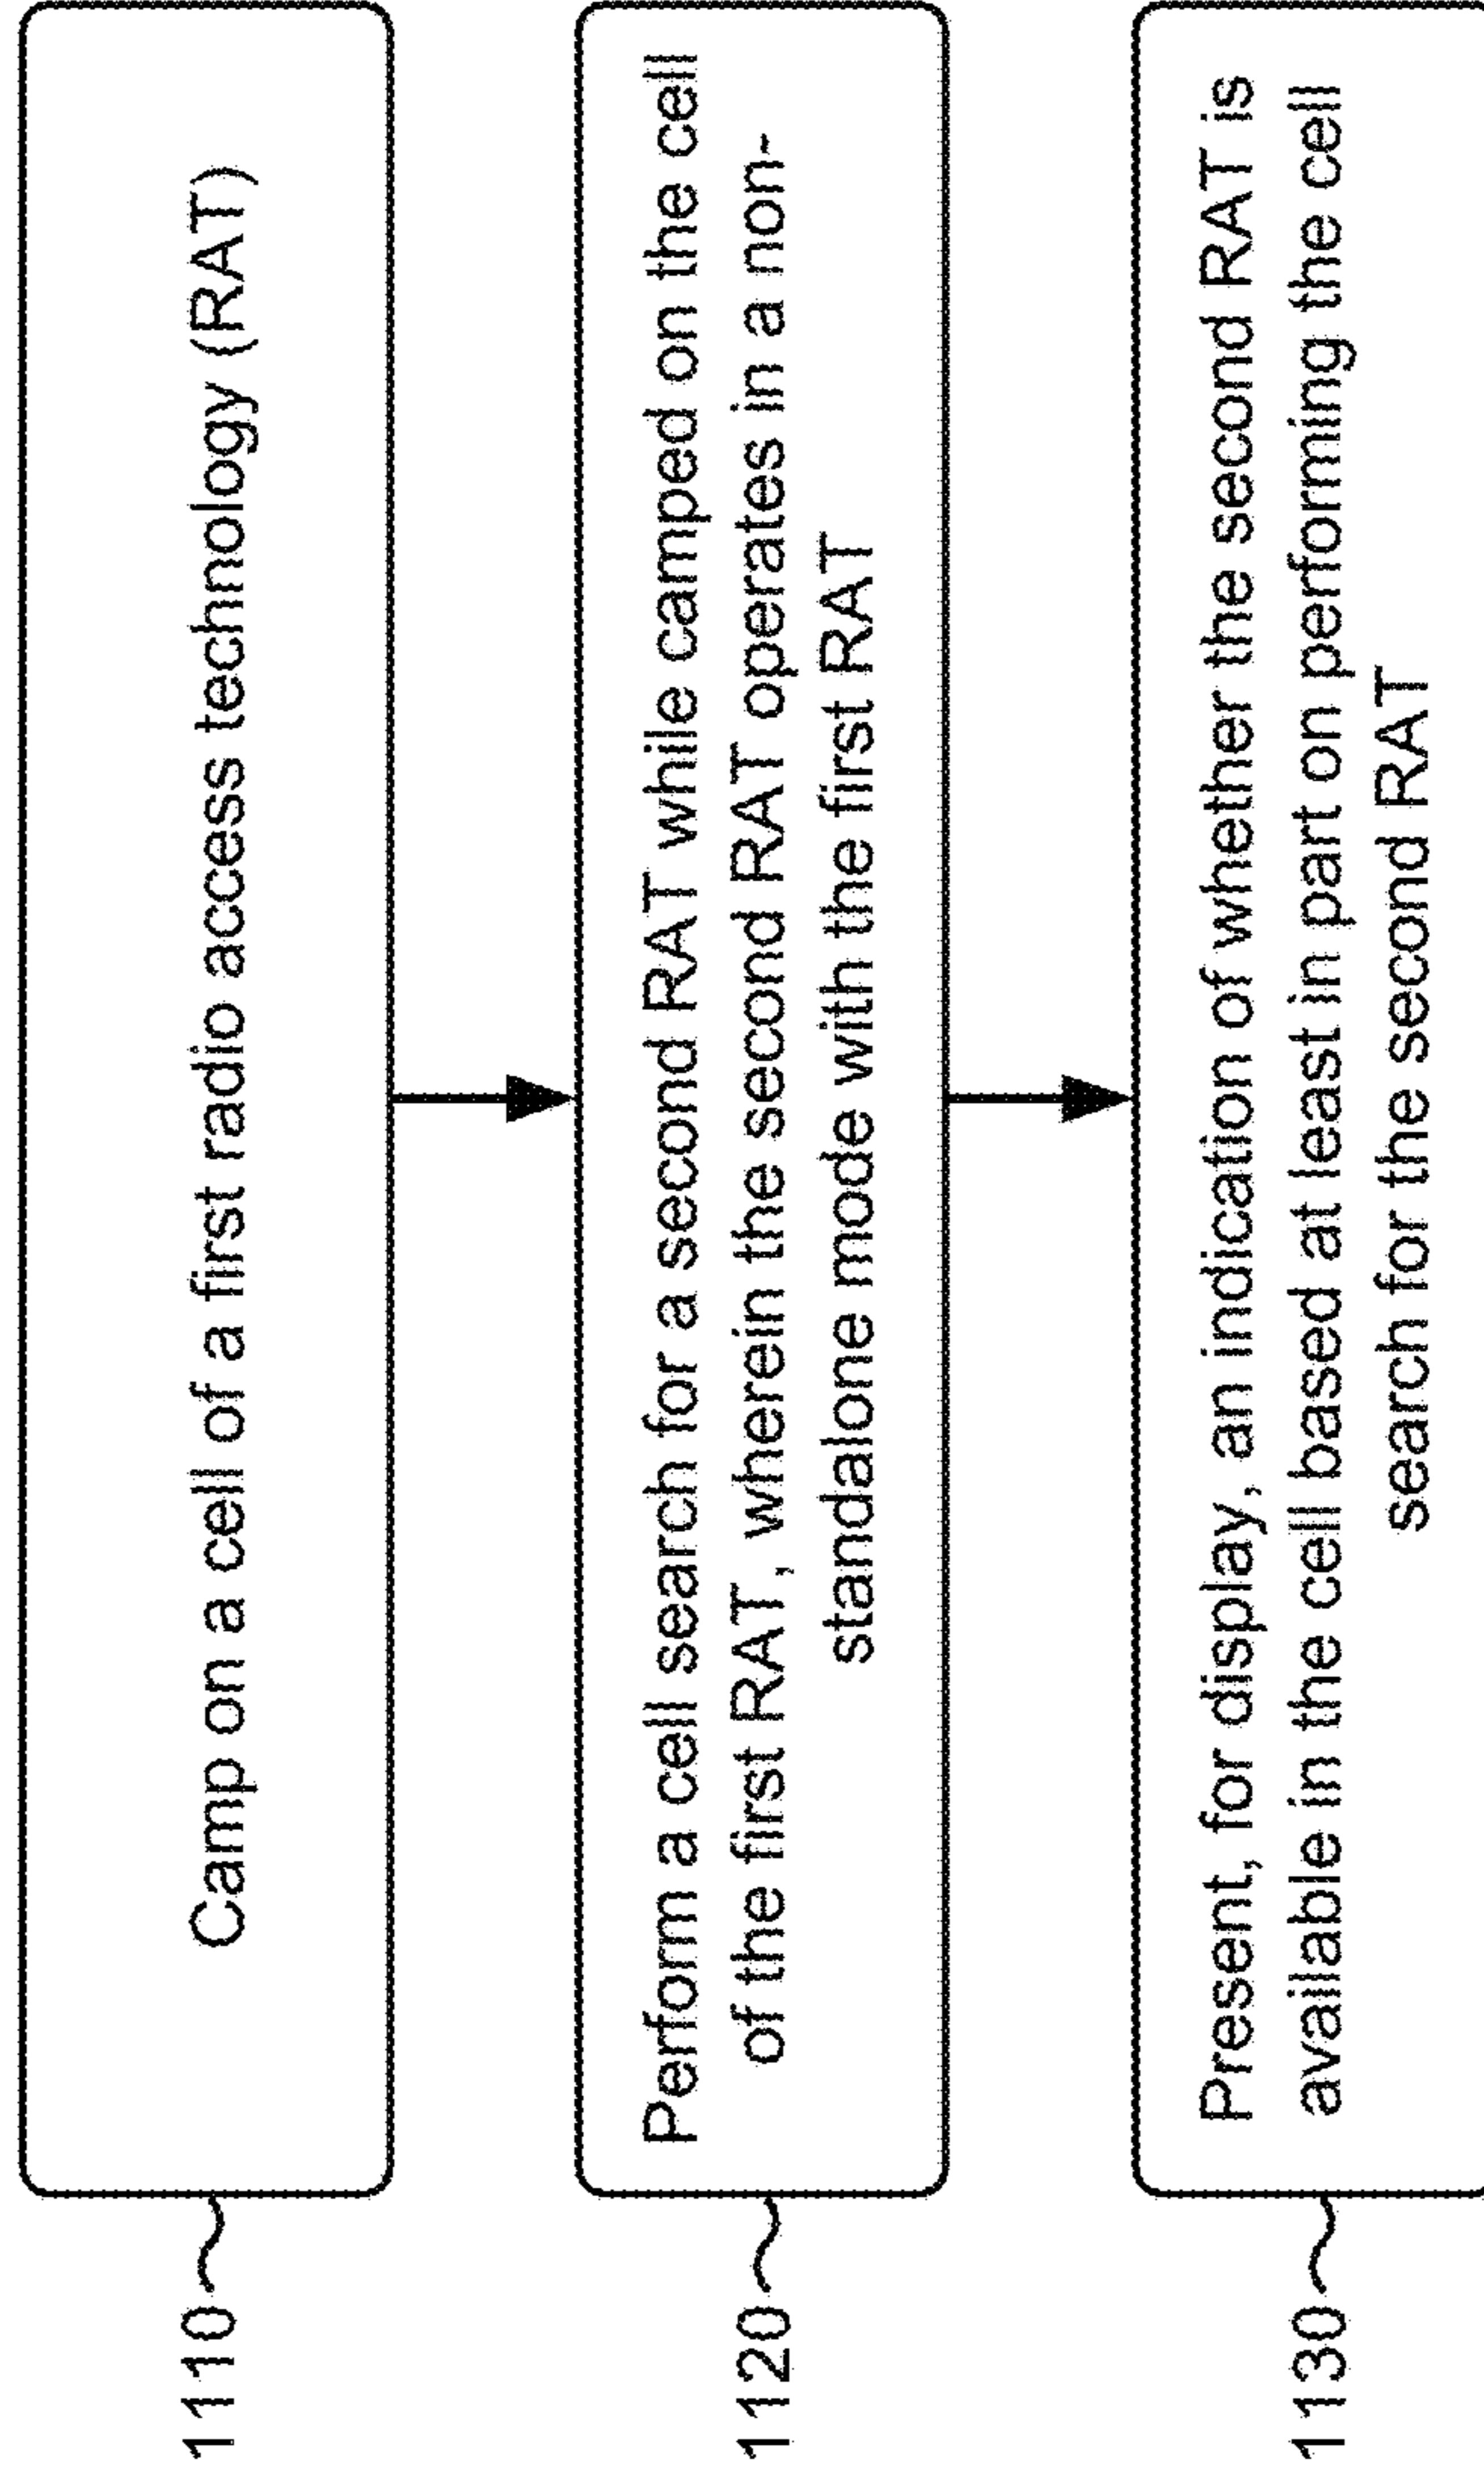 1110
Camp on a cell of a first radio access technology (RAT)
1120
Perform a cell search for a second RAT while camped on the cell
of the first RAT, wherein the second RAT operates in a non-
standalone mode with the first RAT
1130
Present, for display, an indication of whether the second RAT is
available in the cell based at least in part on performing the cell
search for the second RAT